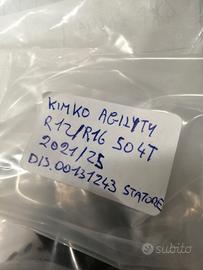 KIMKO AGILYTY
R12/R16 50 4T
2021/25
DIS.00131243 STATORE
subito